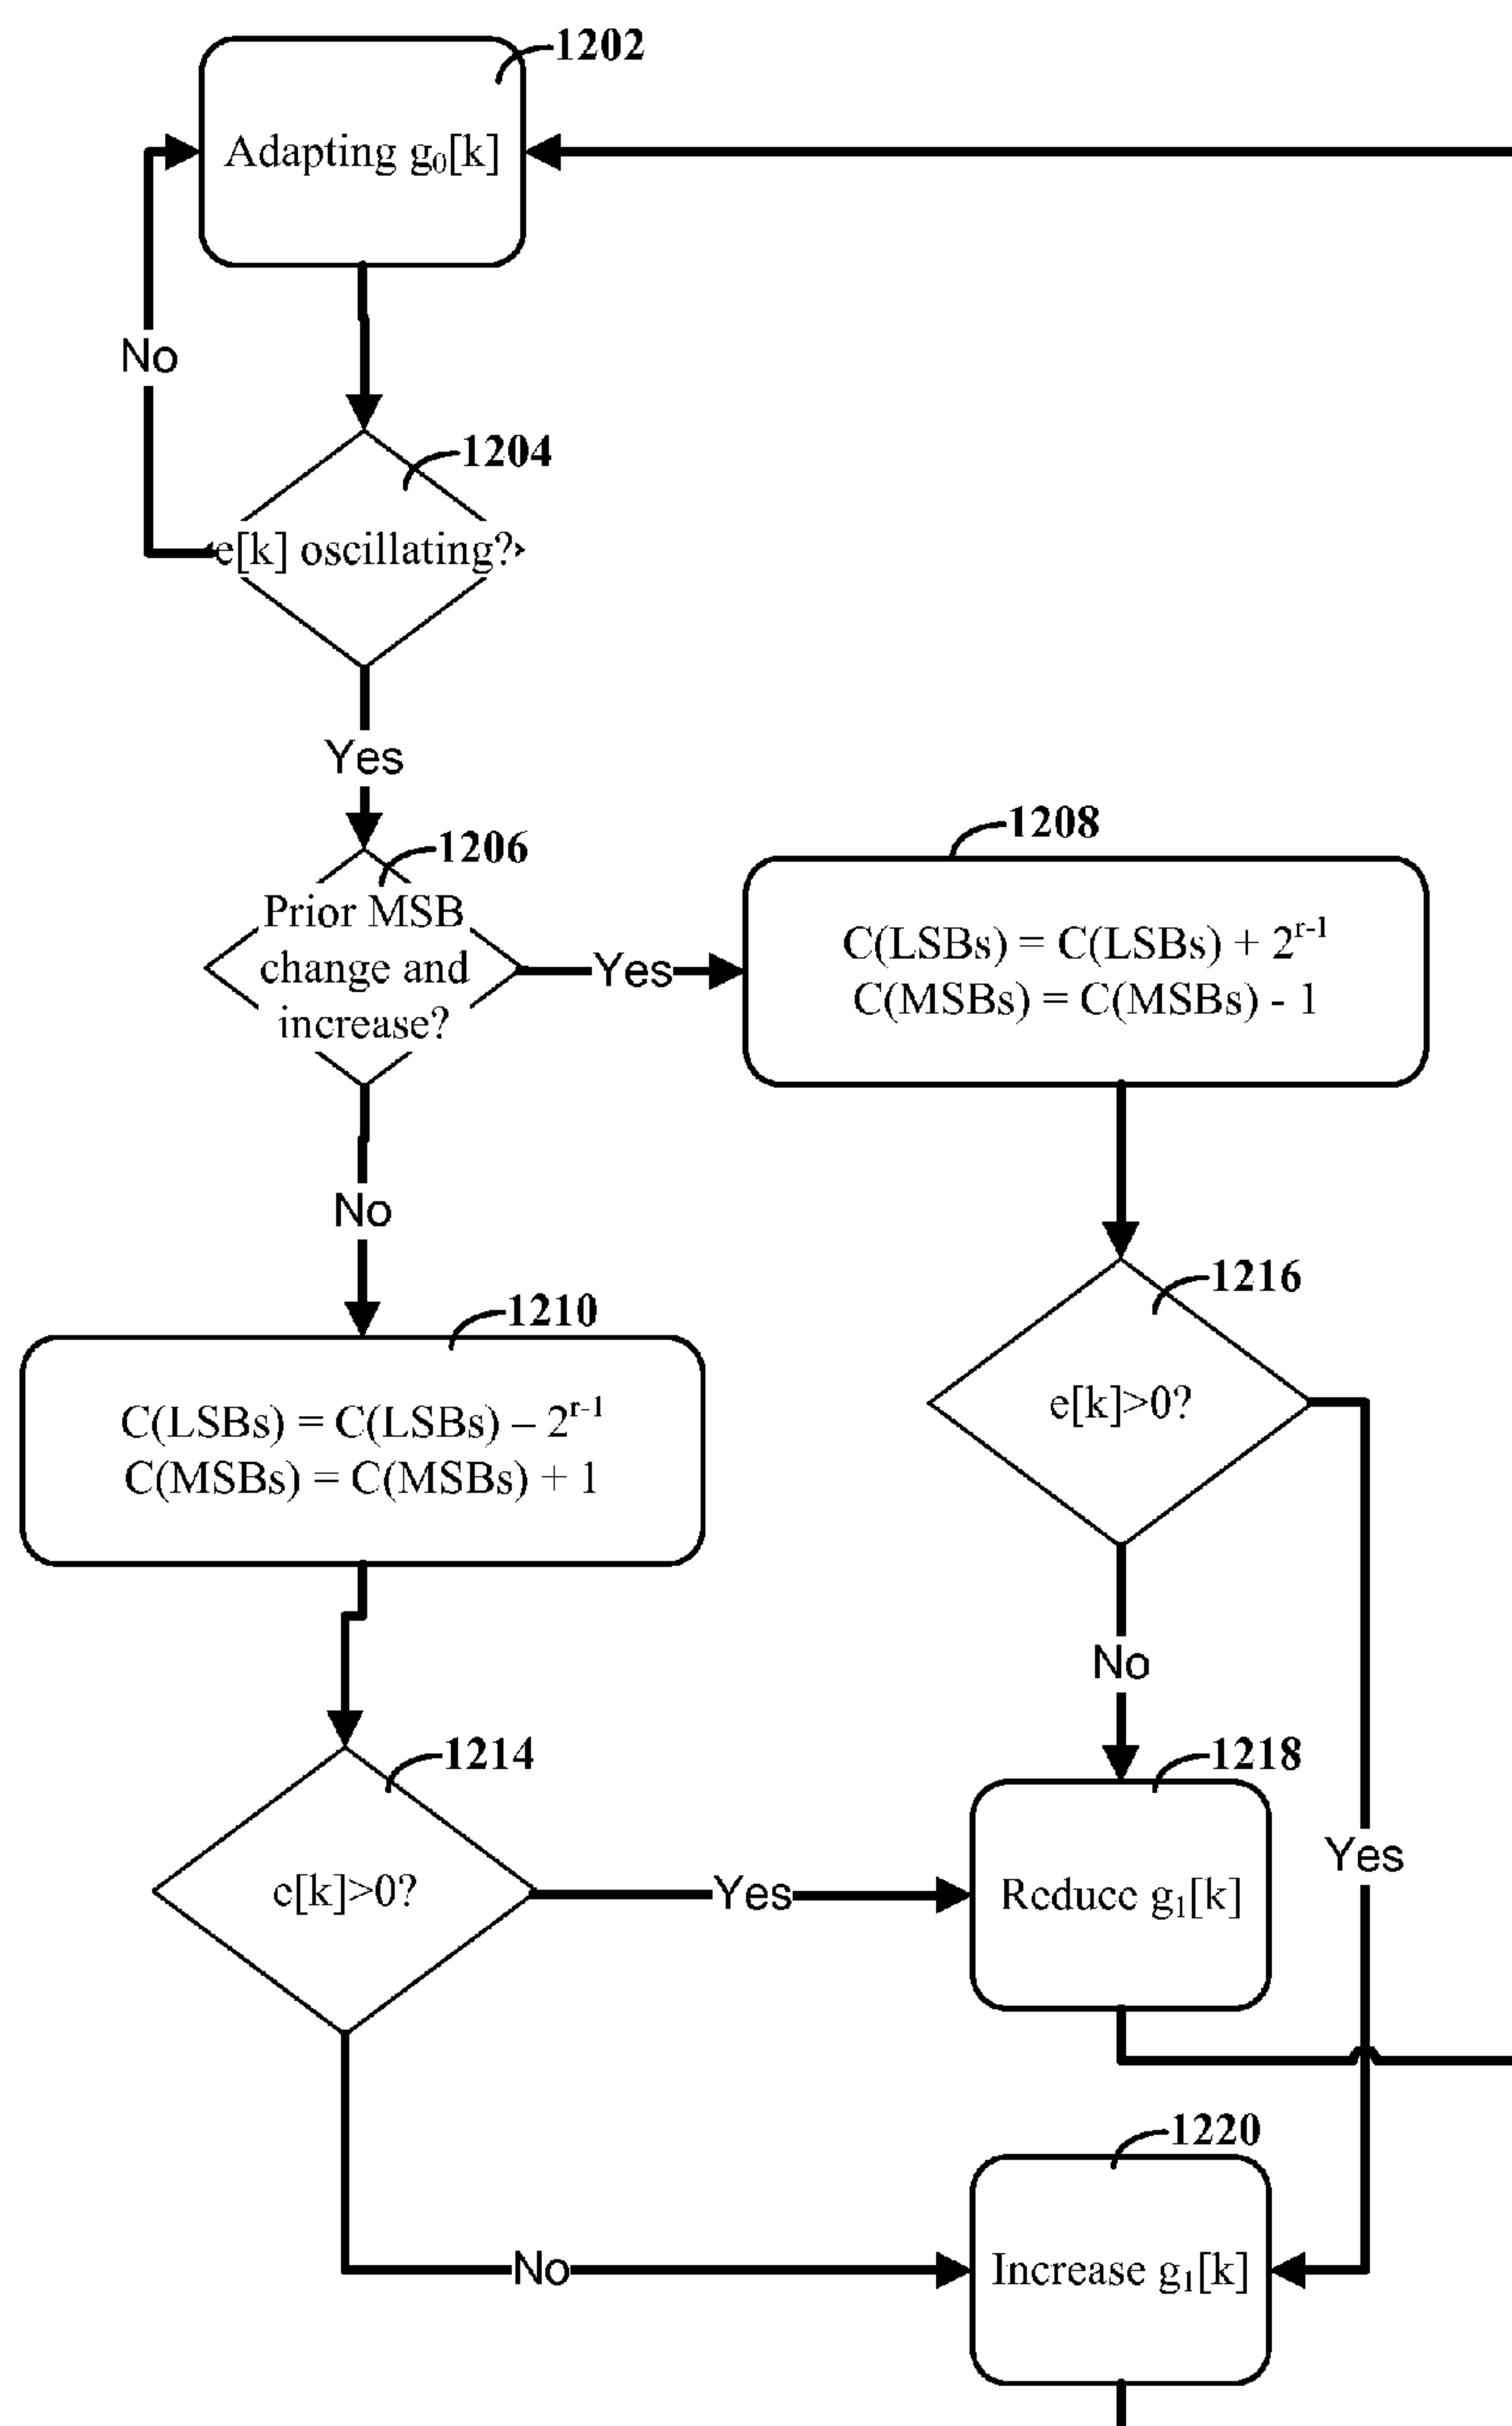 1202
Adapting g₀[k]
No
1204
e[k] oscillating?
Yes
1206
Prior MSB
change and
increase?
Yes
1208
C(LSBs) = C(LSBs) + 2ʳ⁻¹
C(MSBs) = C(MSBs) - 1
No
1210
C(LSBs) = C(LSBs) – 2ʳ⁻¹
C(MSBs) = C(MSBs) + 1
1216
e[k]>0?
No
Yes
1214
e[k]>0?
Yes
1218
Reduce g₁[k]
No
1220
Increase g₁[k]